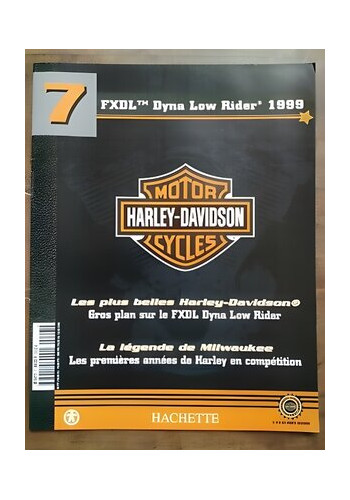 7
FXDL™ Dyna Low Rider® 1999
MOTOR
HARLEY-DAVIDSON
CYCLES
Les plus belles Harley-Davidson®
Gros plan sur le FXDL Dyna Low Rider
La légende de Milwaukee
Les premières années de Harley en compétition
HACHETTE